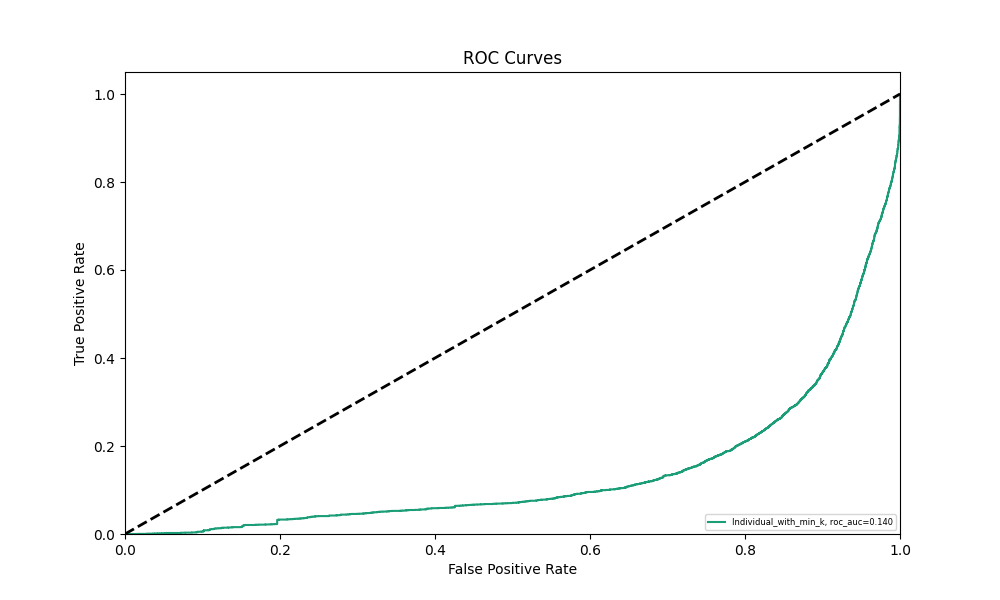 ROC Curves
True Positive Rate
1.0
0.8
0.6
0.4
0.2
0.0
0.0 0.2 0.4 0.6 0.8 1.0
False Positive Rate
Individual_with_min_k, roc_auc=0.140